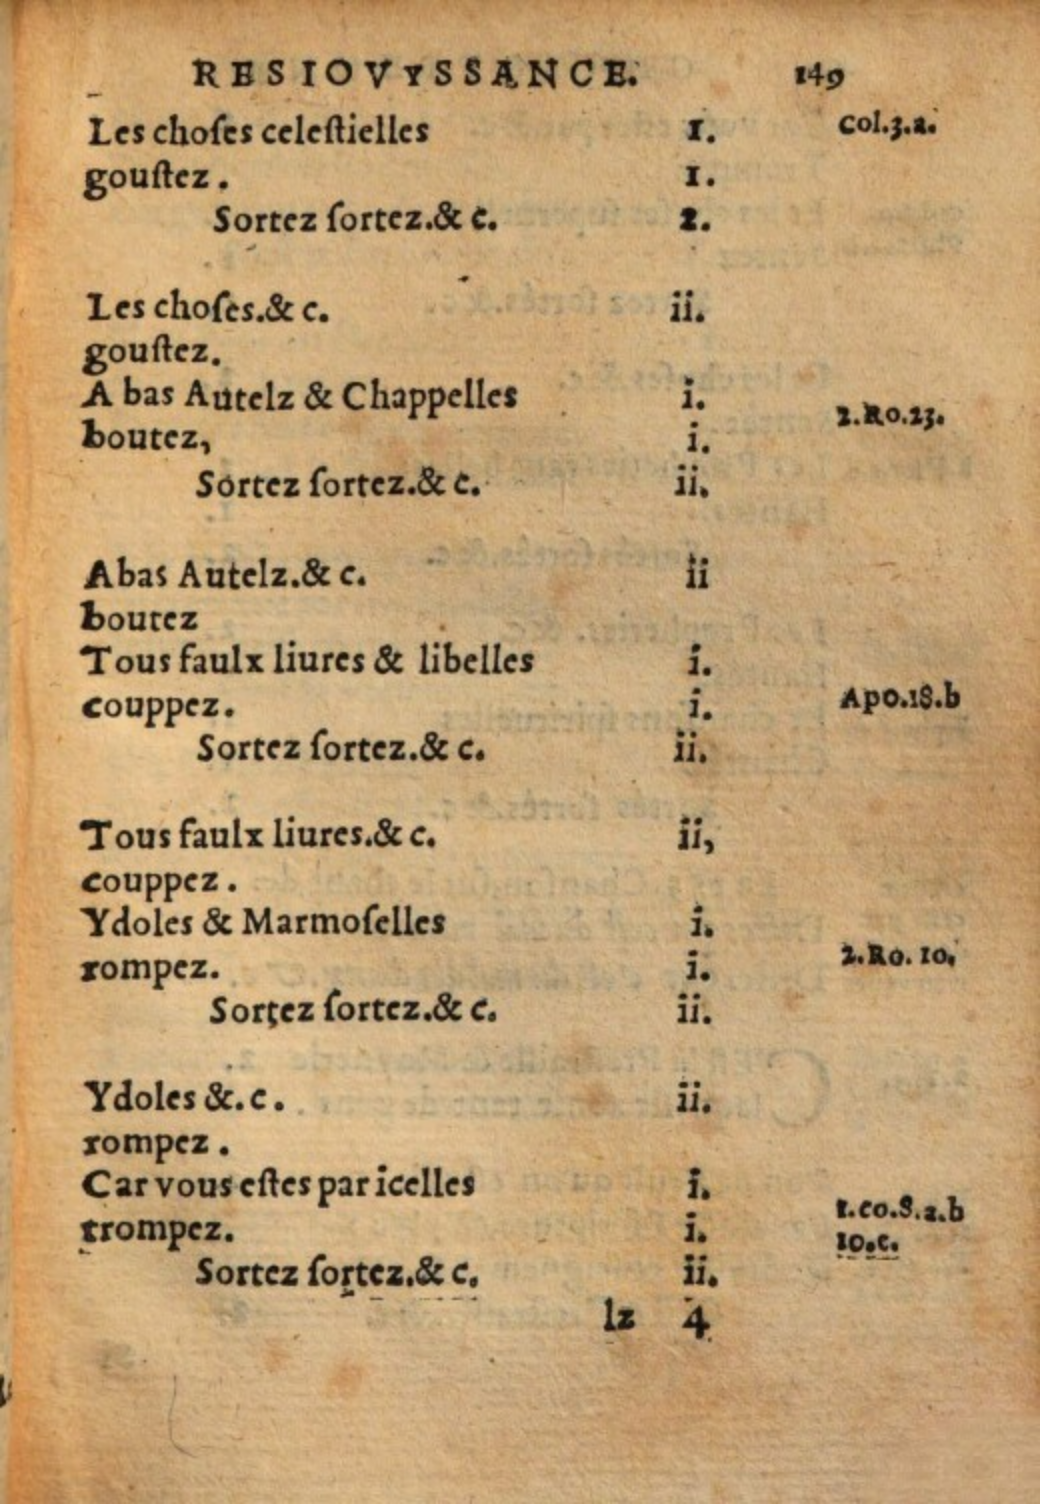 RESIOVYSSANCE. 149
Les choſes celeſtielles 1. Col.3.a.
gouſtez. 1.
Sortez ſortez.& c. 2.
Les choſes.& c. ii.
gouſtez.
A bas Autelz & Chappelles i.
boutez, i. 2.Ro.23.
Sortez ſortez.& c. ii.
Abas Autelz.& c. ii
boutez
Tous faulx liures & libelles i.
couppez. i. Apo.18.b
Sortez ſortez.& c. ii.
Tous faulx liures.& c. ii,
couppez.
Ydoles & Marmoſelles i.
rompez. i. 2.Ro.10.
Sortez ſortez.& c. ii.
Ydoles &.c. ii.
rompez.
Car vous eſtes par icelles i.
trompez. i. 1.co.8.a.b
10.c.
Sortez ſortez.& c. ii.
lz 4